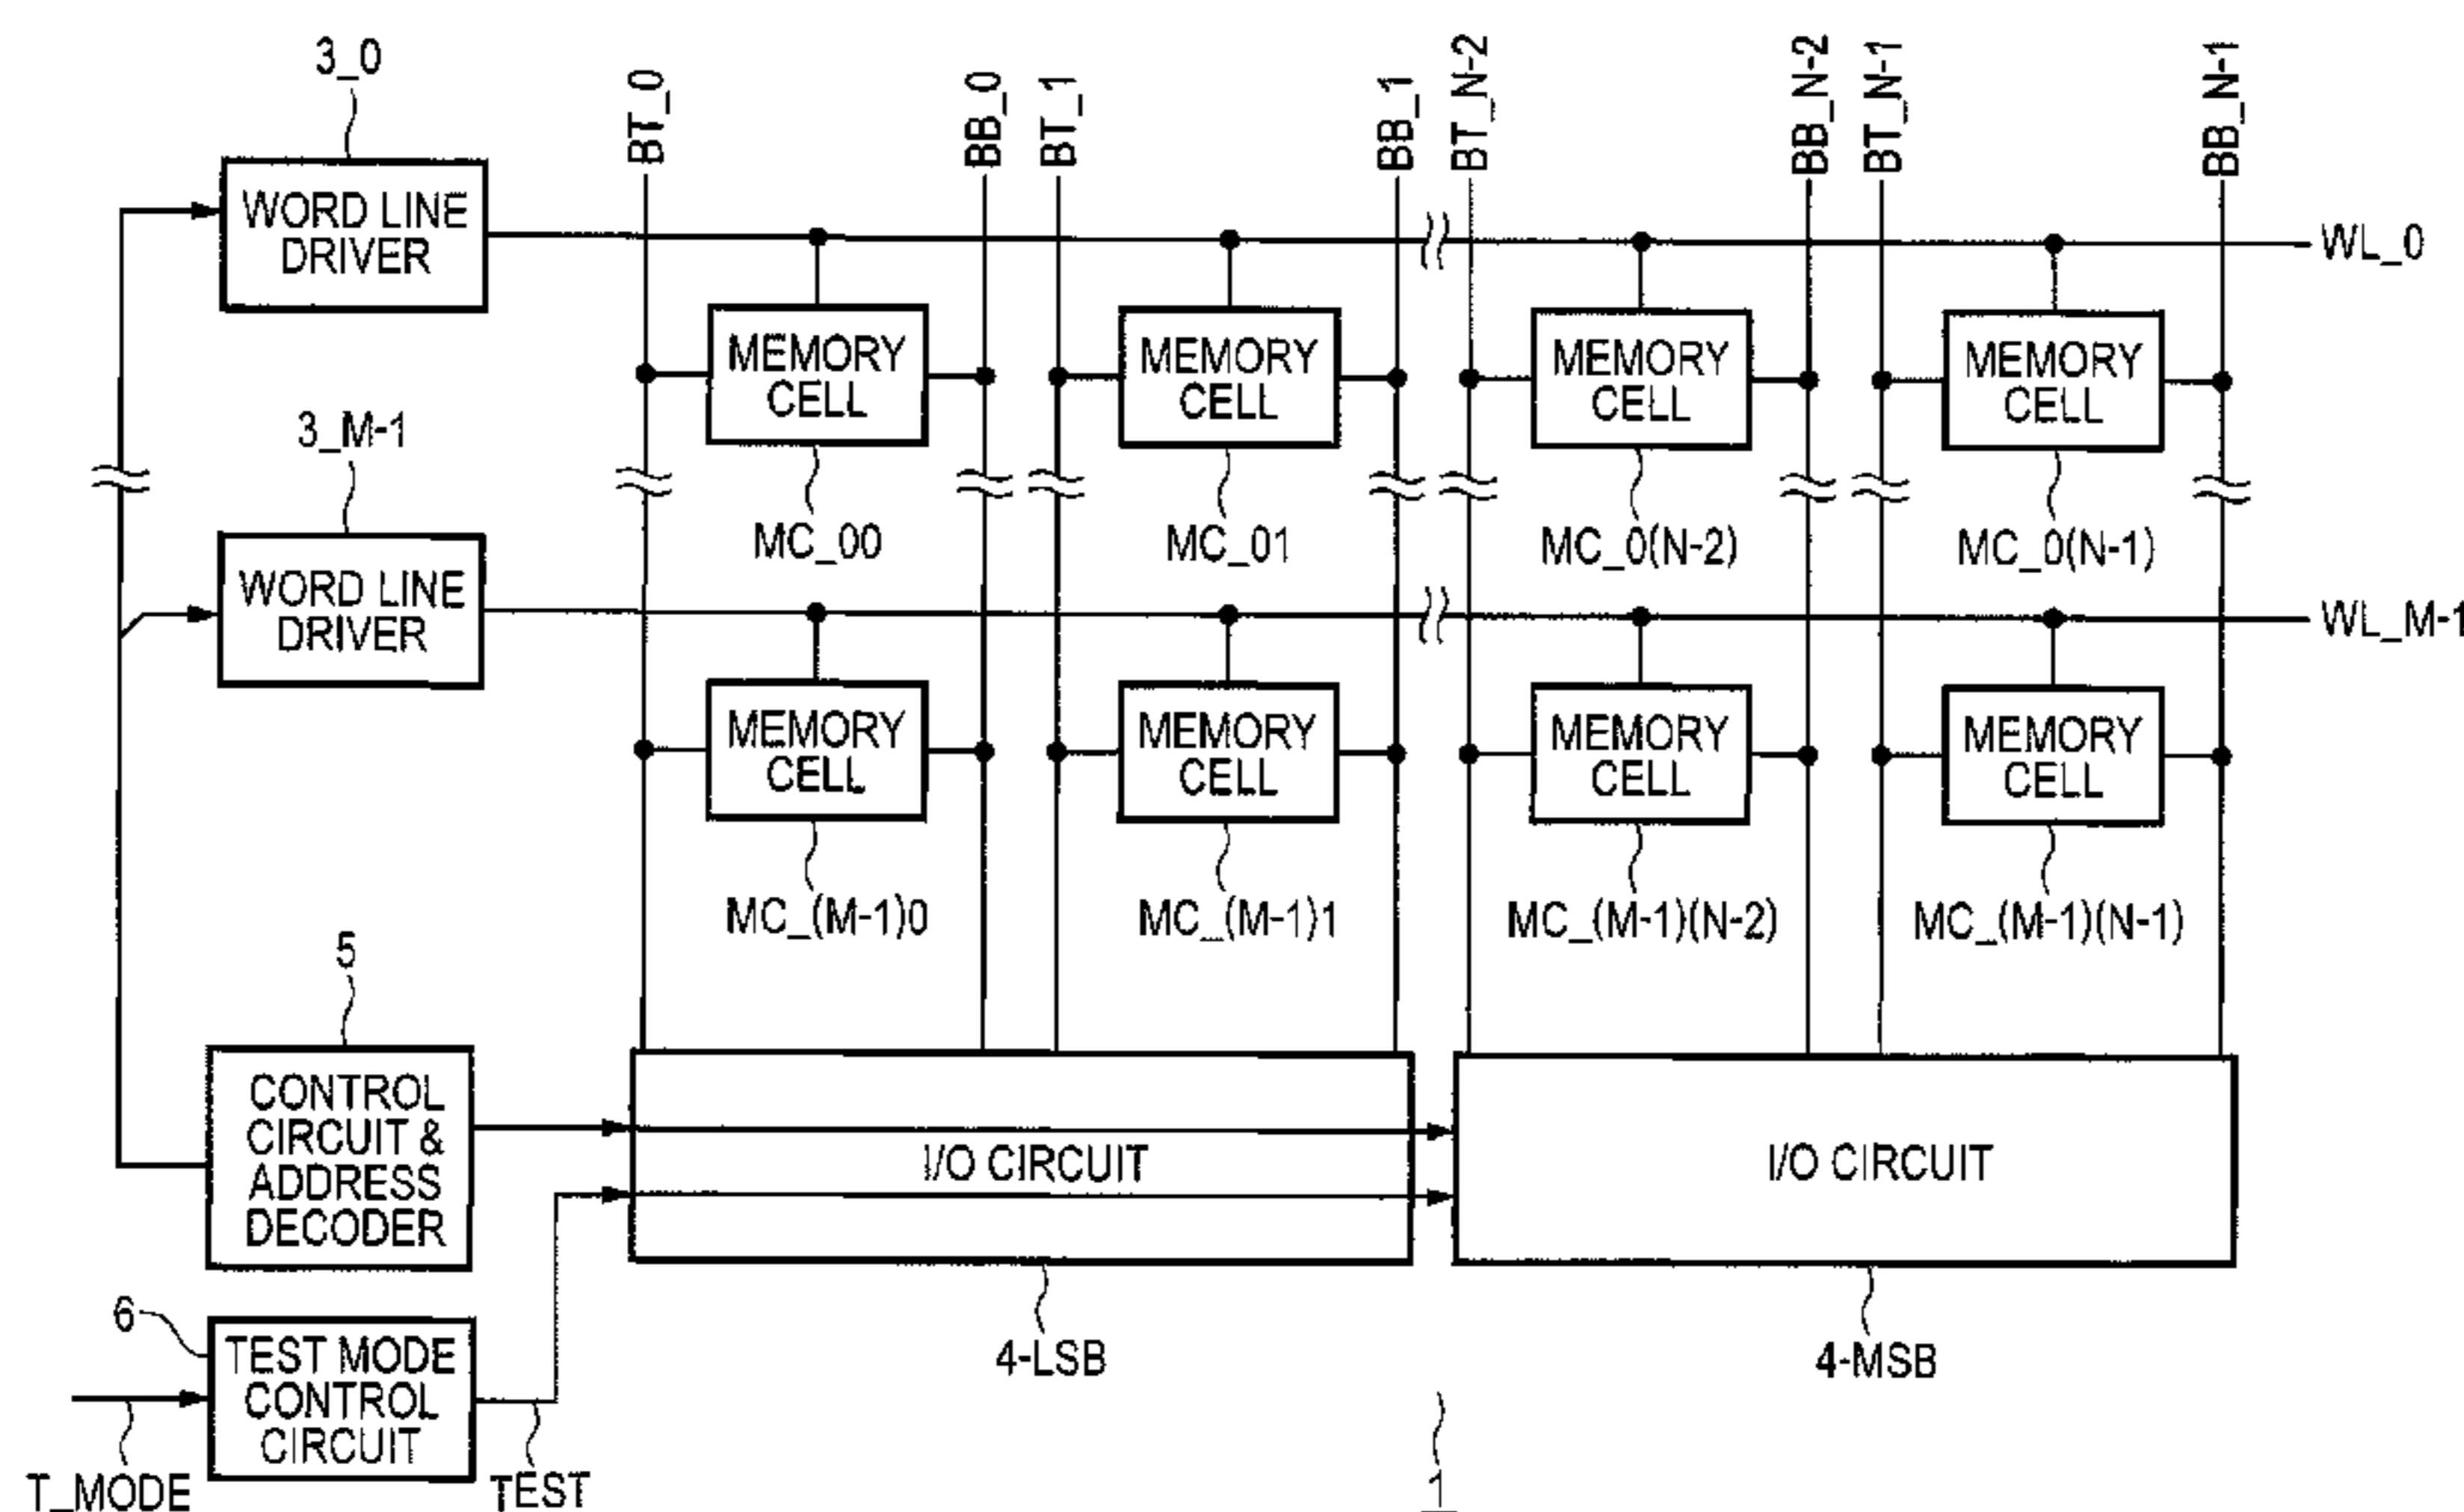 3_0
BT_0
BB_0
BT_1
BB_1
BT_N-2
BB_N-2
BT_N-1
BB_N-1
WORD LINE
DRIVER
WL_0
MEMORY
CELL
MEMORY
CELL
MEMORY
CELL
MEMORY
CELL
3_M-1
MC_00
MC_01
MC_0(N-2)
MC_0(N-1)
WORD LINE
DRIVER
WL_M-1
MEMORY
CELL
MEMORY
CELL
MEMORY
CELL
MEMORY
CELL
MC_(M-1)0
MC_(M-1)1
MC_(M-1)(N-2)
MC_(M-1)(N-1)
5
CONTROL
CIRCUIT &
ADDRESS
DECODER
I/O CIRCUIT
I/O CIRCUIT
6
TEST MODE
CONTROL
CIRCUIT
4-LSB
4-MSB
T_MODE
TEST
1